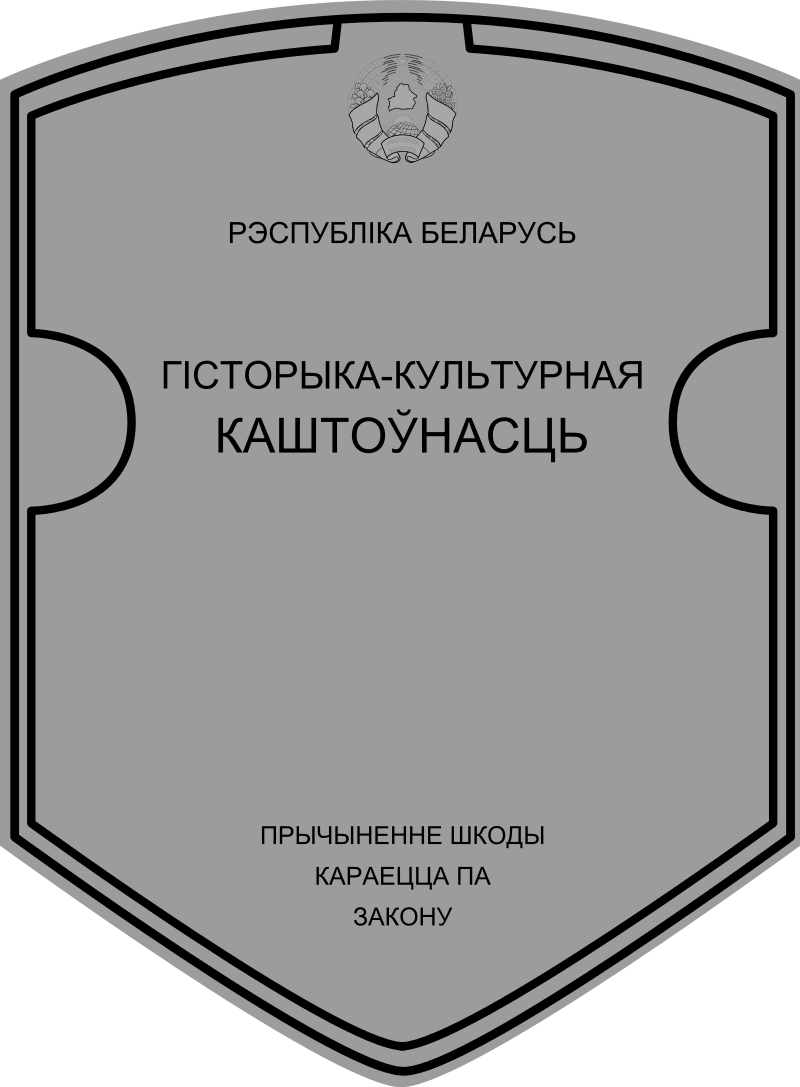 РЭСПУБЛІКА БЕЛАРУСЬ
ГІСТОРЫКА-КУЛЬТУРНАЯ
КАШТОЎНАСЦЬ
ПРЫЧЫНЕННЕ ШКОДЫ
КАРАЕЦЦА ПА
ЗАКОНУ